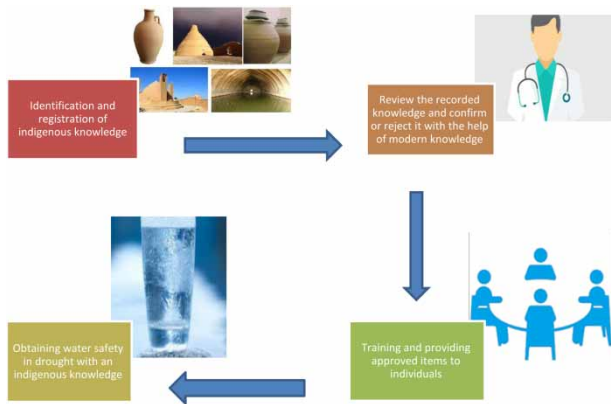 Identification and
registration of
indigenous knowledge
Review the recorded
knowledge and confirm
or reject it with the help
of modern knowledge
Training and providing
approved items to
individuals
Obtaining water safety
in drought with an
indigenous knowledge